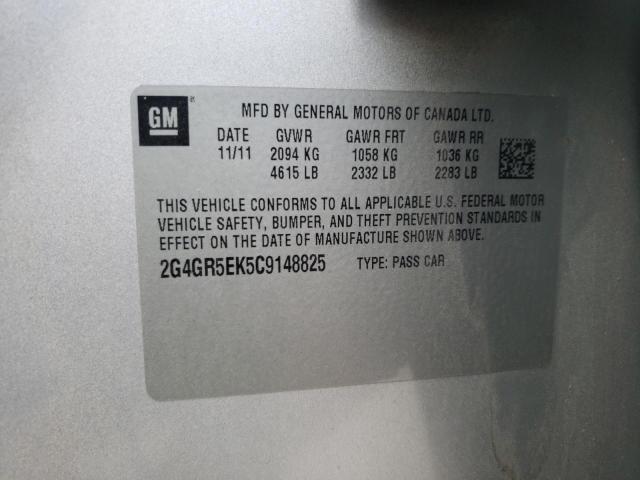 GM
MFD BY GENERAL MOTORS OF CANADA LTD.
DATE GVWR GAWR FRT GAWR RR
11/11 2094 KG 1058 KG 1036 KG
4615 LB 2332 LB 2283 LB
THIS VEHICLE CONFORMS TO ALL APPLICABLE U.S. FEDERAL MOTOR
VEHICLE SAFETY, BUMPER, AND THEFT PREVENTION STANDARDS IN
EFFECT ON THE DATE OF MANUFACTURE SHOWN ABOVE.
2G4GR5EK5C9148825 TYPE: PASS CAR